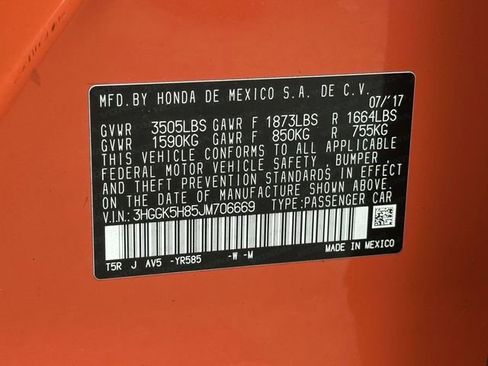 MFD.BY HONDA DE MEXICO S.A. DE C.V.
07/'17
GVWR 3505LBS GAWR F 1873LBS R 1664LBS
GVWR 1590KG GAWR F 850KG R 755KG
THIS VEHICLE CONFORMS TO ALL APPLICABLE
FEDERAL MOTOR VEHICLE SAFETY, BUMPER,
AND THEFT PREVENTION STANDARDS IN EFFECT
ON THE DATE OF MANUFACTURE SHOWN ABOVE.
V.I.N.: 3HGGK5H85JM706669 TYPE:PASSENGER CAR
MADE IN MEXICO
T5R J AV5 -YR585 -W -M